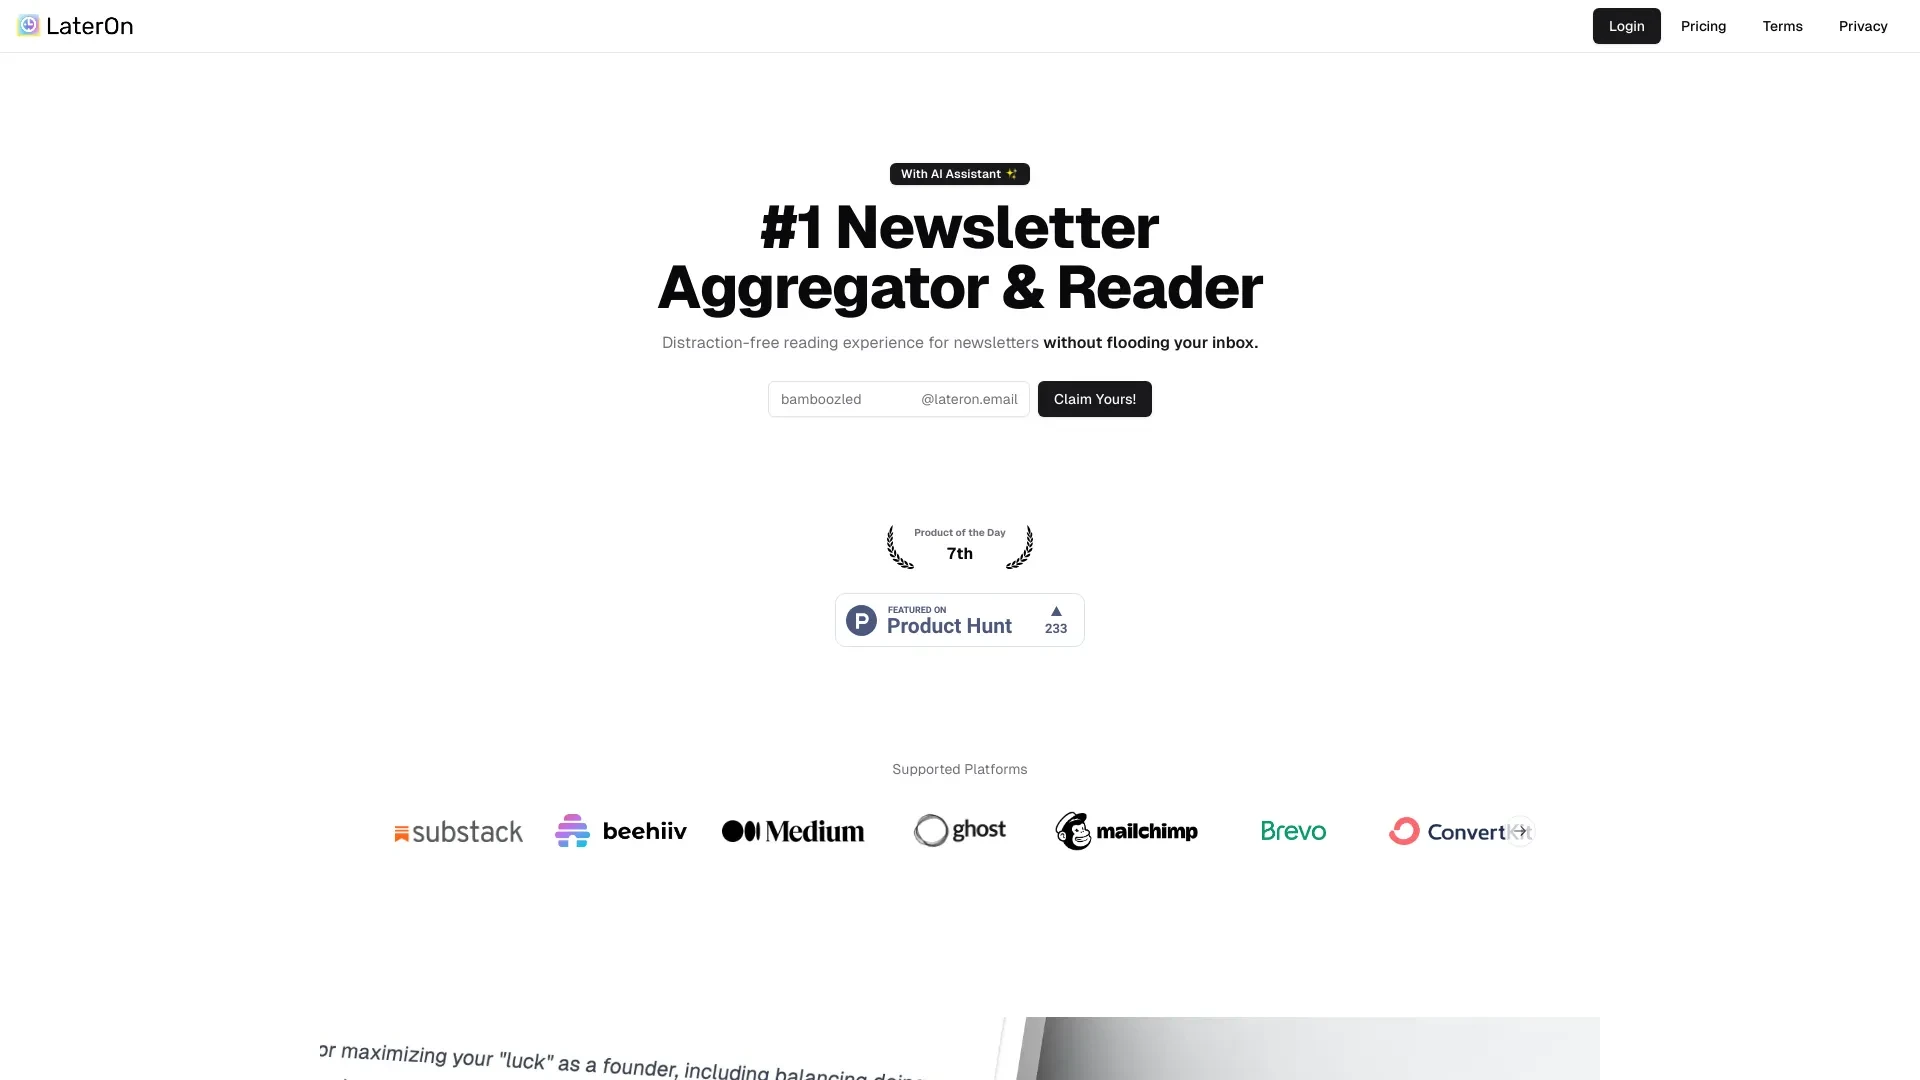 LaterOn
Login
Pricing
Terms
Privacy
With AI Assistant ✨
#1 Newsletter
Aggregator & Reader
Distraction-free reading experience for newsletters without flooding your inbox.
bamboozled
@lateron.email
Claim Yours!
Product of the Day
7th
FEATURED ON
Product Hunt
▲
233
Supported Platforms
substack
beehiiv
Medium
ghost
mailchimp
Brevo
ConvertKit
or maximizing your "luck" as a founder, including balancing doing